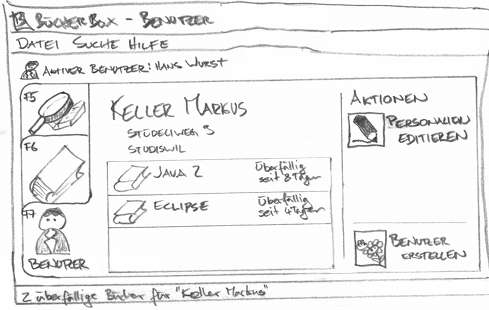 BÜCHERBOX - BENUTZER
DATEI SUCHE HILFE
AKTIVER BENUTZER: HANS WURST
F5
F6
F7
BENUTZER
KELLER MARKUS
STÜDELIWEG 3
STUDISWIL
JAVA 2
Überfällig
seit 8 Tagen
ECLIPSE
Überfällig
seit 4 Tagen
AKTIONEN
PERSONALIEN
EDITIEREN
BENUTZER
ERSTELLEN
2 überfällige Bücher für "Keller Markus"